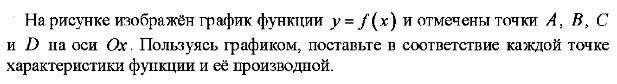 На рисунке изображён график функции y = f(x) и отмечены точки A, B, C
и D на оси Ox. Пользуясь графиком, поставьте в соответствие каждой точке
характеристики функции и её производной.